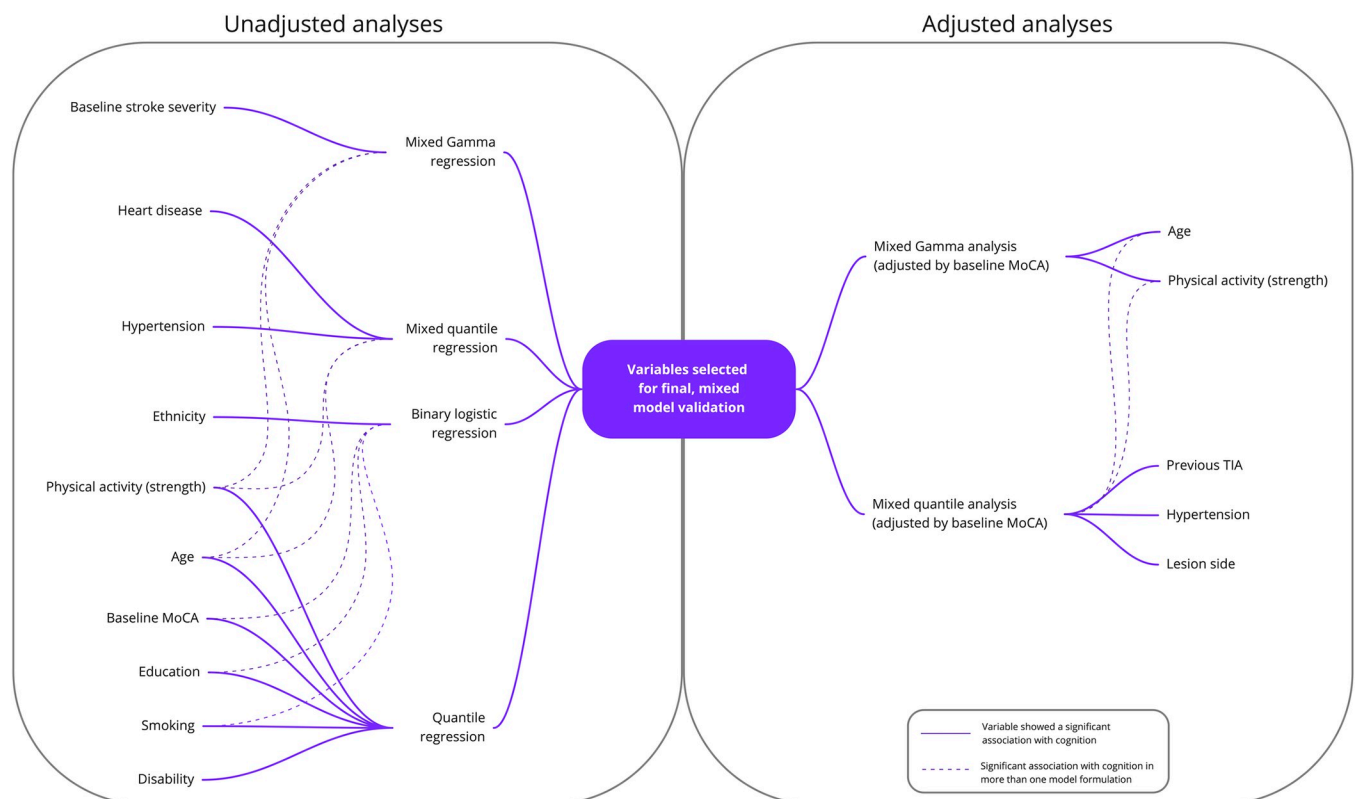 Unadjusted analyses
Adjusted analyses
Baseline stroke severity
Heart disease
Hypertension
Ethnicity
Physical activity (strength)
Age
Baseline MoCA
Education
Smoking
Disability
Mixed Gamma
regression
Mixed quantile
regression
Binary logistic
regression
Quantile
regression
Variables selected
for final, mixed
model validation
Mixed Gamma analysis
(adjusted by baseline MoCA)
Mixed quantile analysis
(adjusted by baseline MoCA)
Age
Physical activity (strength)
Previous TIA
Hypertension
Lesion side
Variable showed a significant
association with cognition
Significant association with cognition in
more than one model formulation